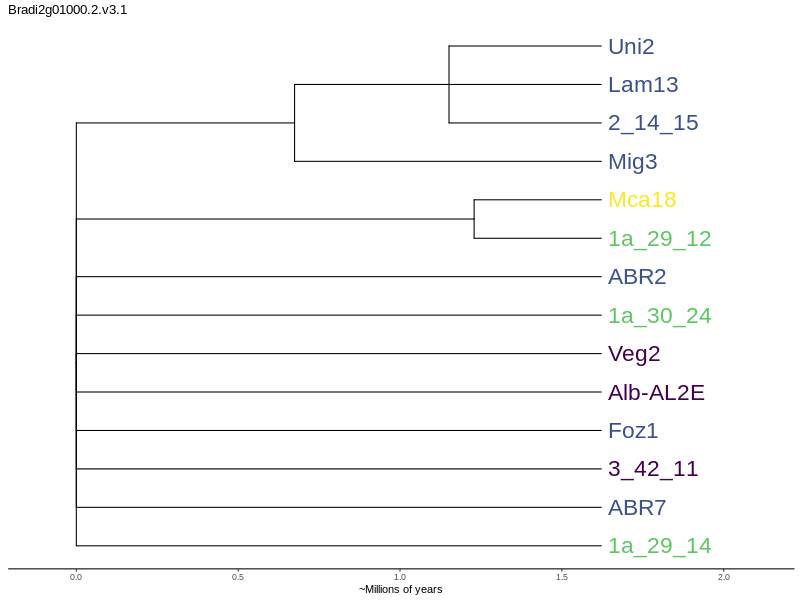 Bradi2g01000.2.v3.1
Uni2
Lam13
2_14_15
Mig3
Mca18
1a_29_12
ABR2
1a_30_24
Veg2
Alb-AL2E
Foz1
3_42_11
ABR7
1a_29_14
0.0 0.5 1.0 1.5 2.0
~Millions of years